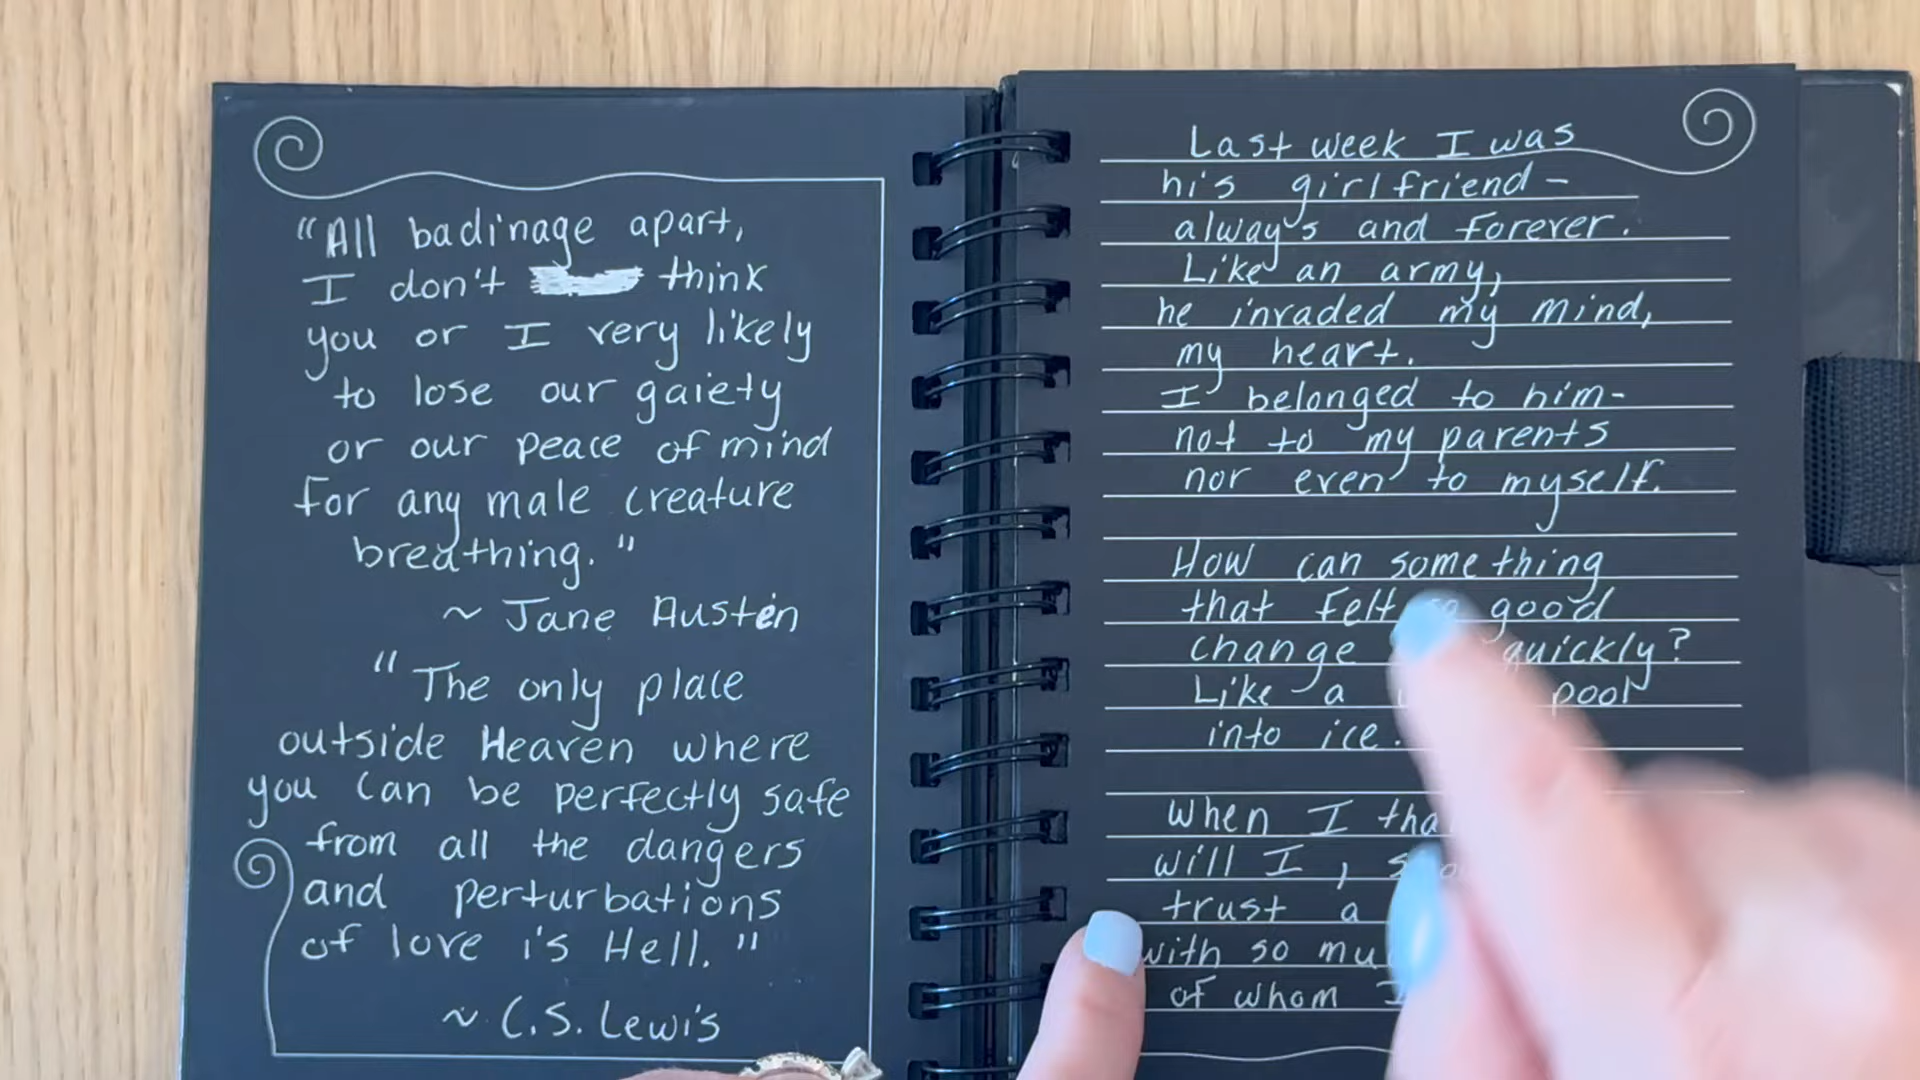 "All badinage apart,
I don't think
you or I very likely
to lose our gaiety
or our peace of mind
for any male creature
breathing."
~ Jane Austen
"The only place
outside Heaven where
you can be perfectly safe
from all the dangers
and perturbations
of love is Hell."
~ C.S. Lewis
Last week I was
his girlfriend -
always and forever.
Like an army,
he invaded my mind,
my heart.
I belonged to him-
not to my parents
nor even to myself.
How can something
that felt so good
change quickly?
Like a pool
into ice.
When I
will I,
trust a
with so
of whom I